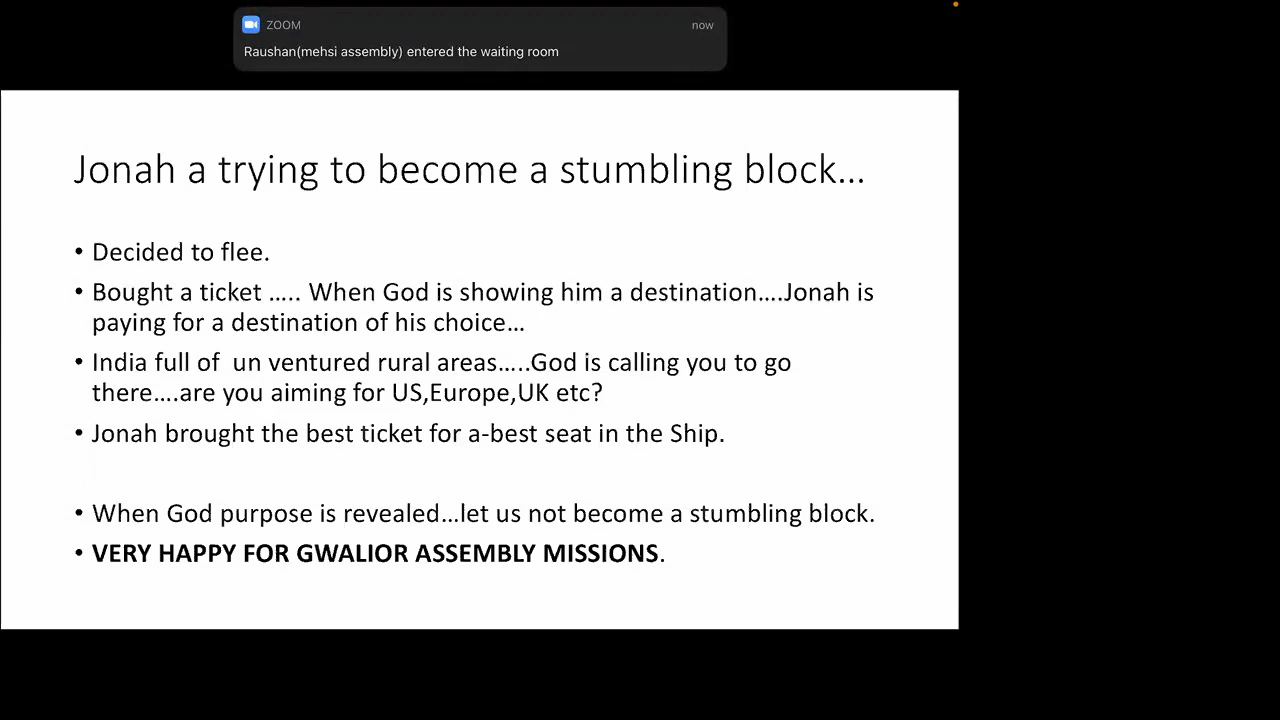 ZOOM now
Raushan(mehsi assembly) entered the waiting room
Jonah a trying to become a stumbling block...
• Decided to flee.
• Bought a ticket ..... When God is showing him a destination....Jonah is
paying for a destination of his choice...
• India full of  un ventured rural areas.....God is calling you to go
there....are you aiming for US,Europe,UK etc?
• Jonah brought the best ticket for a-best seat in the Ship.
• When God purpose is revealed...let us not become a stumbling block.
• VERY HAPPY FOR GWALIOR ASSEMBLY MISSIONS.